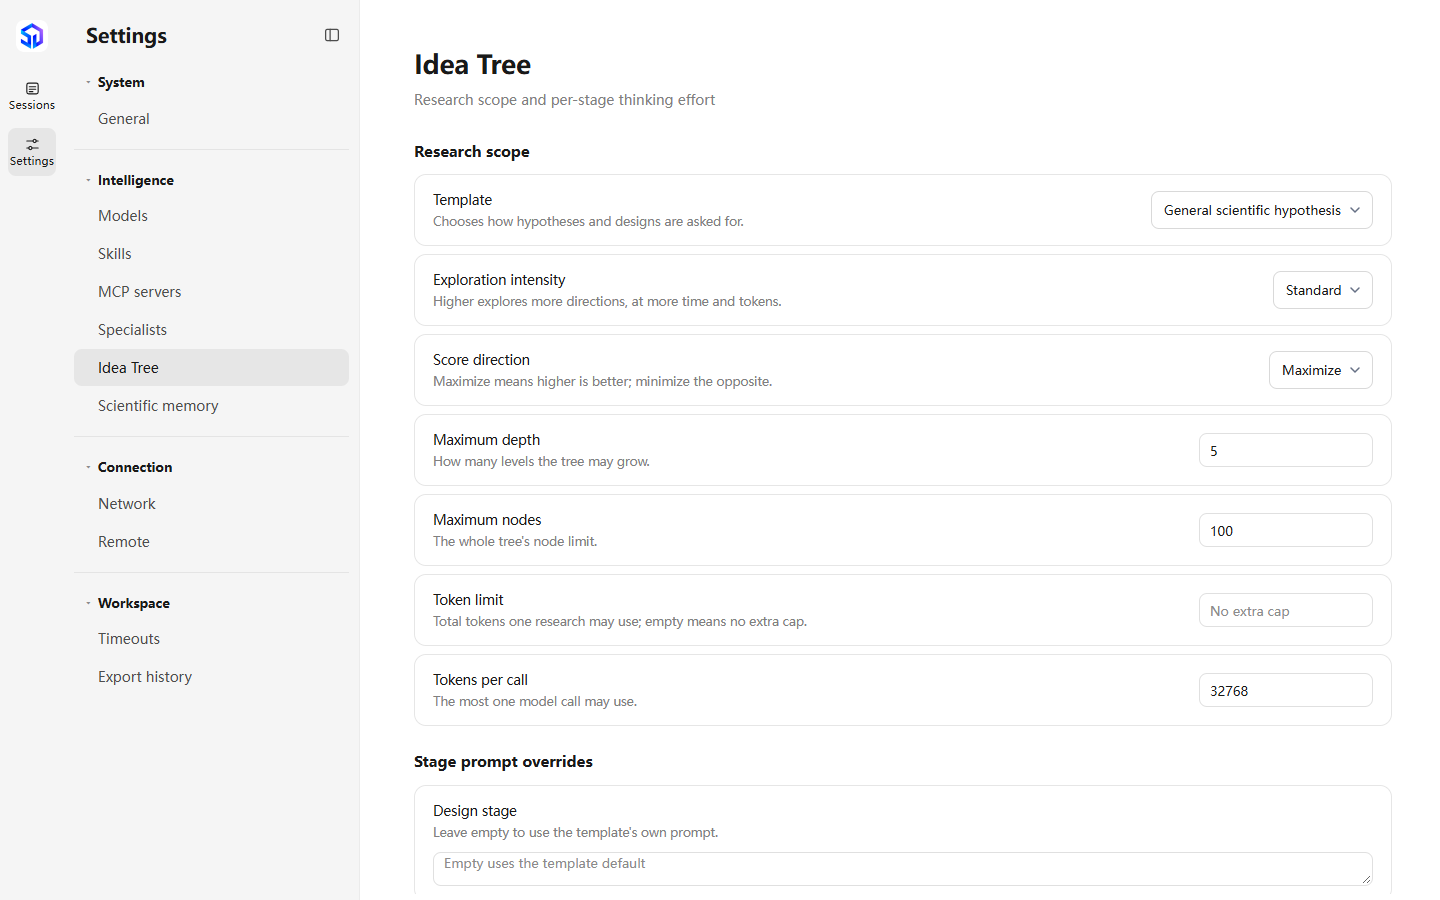 Settings
Sessions
Settings
System
General
Intelligence
Models
Skills
MCP servers
Specialists
Idea Tree
Scientific memory
Connection
Network
Remote
Workspace
Timeouts
Export history
Idea Tree
Research scope and per-stage thinking effort
Research scope
Template
Chooses how hypotheses and designs are asked for.
General scientific hypothesis
Exploration intensity
Higher explores more directions, at more time and tokens.
Standard
Score direction
Maximize means higher is better; minimize the opposite.
Maximize
Maximum depth
How many levels the tree may grow.
5
Maximum nodes
The whole tree's node limit.
100
Token limit
Total tokens one research may use; empty means no extra cap.
No extra cap
Tokens per call
The most one model call may use.
32768
Stage prompt overrides
Design stage
Leave empty to use the template's own prompt.
Empty uses the template default